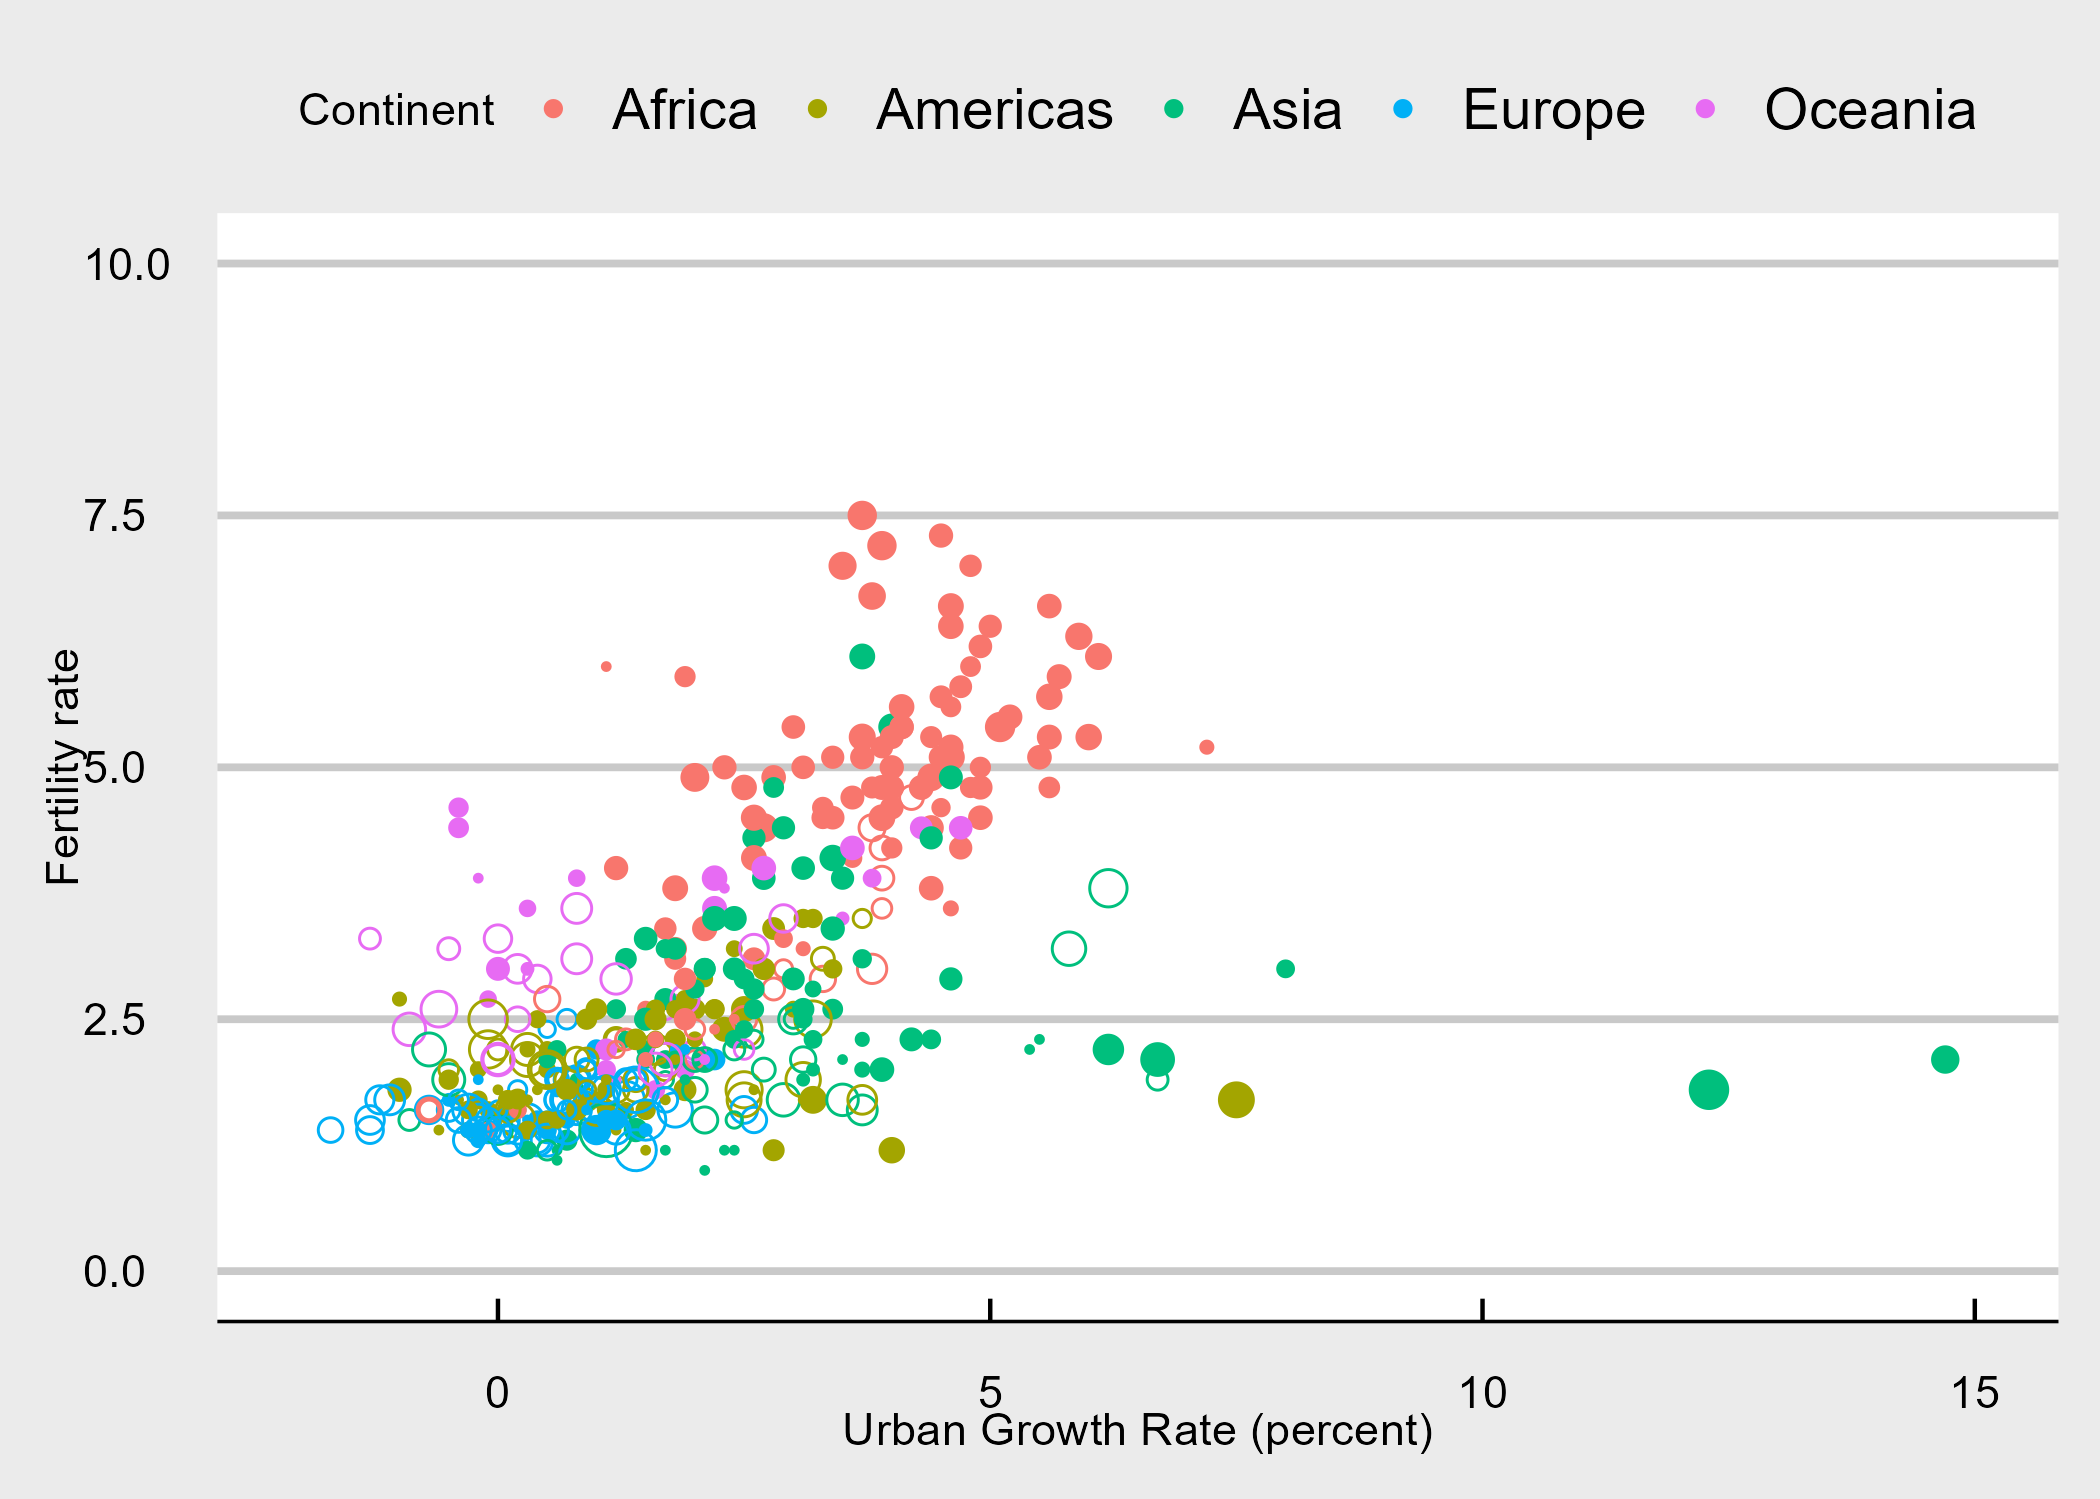 Continent Africa Americas Asia Europe Oceania
10.0
7.5
5.0
2.5
0.0
Fertility rate
0 5 10 15
Urban Growth Rate (percent)